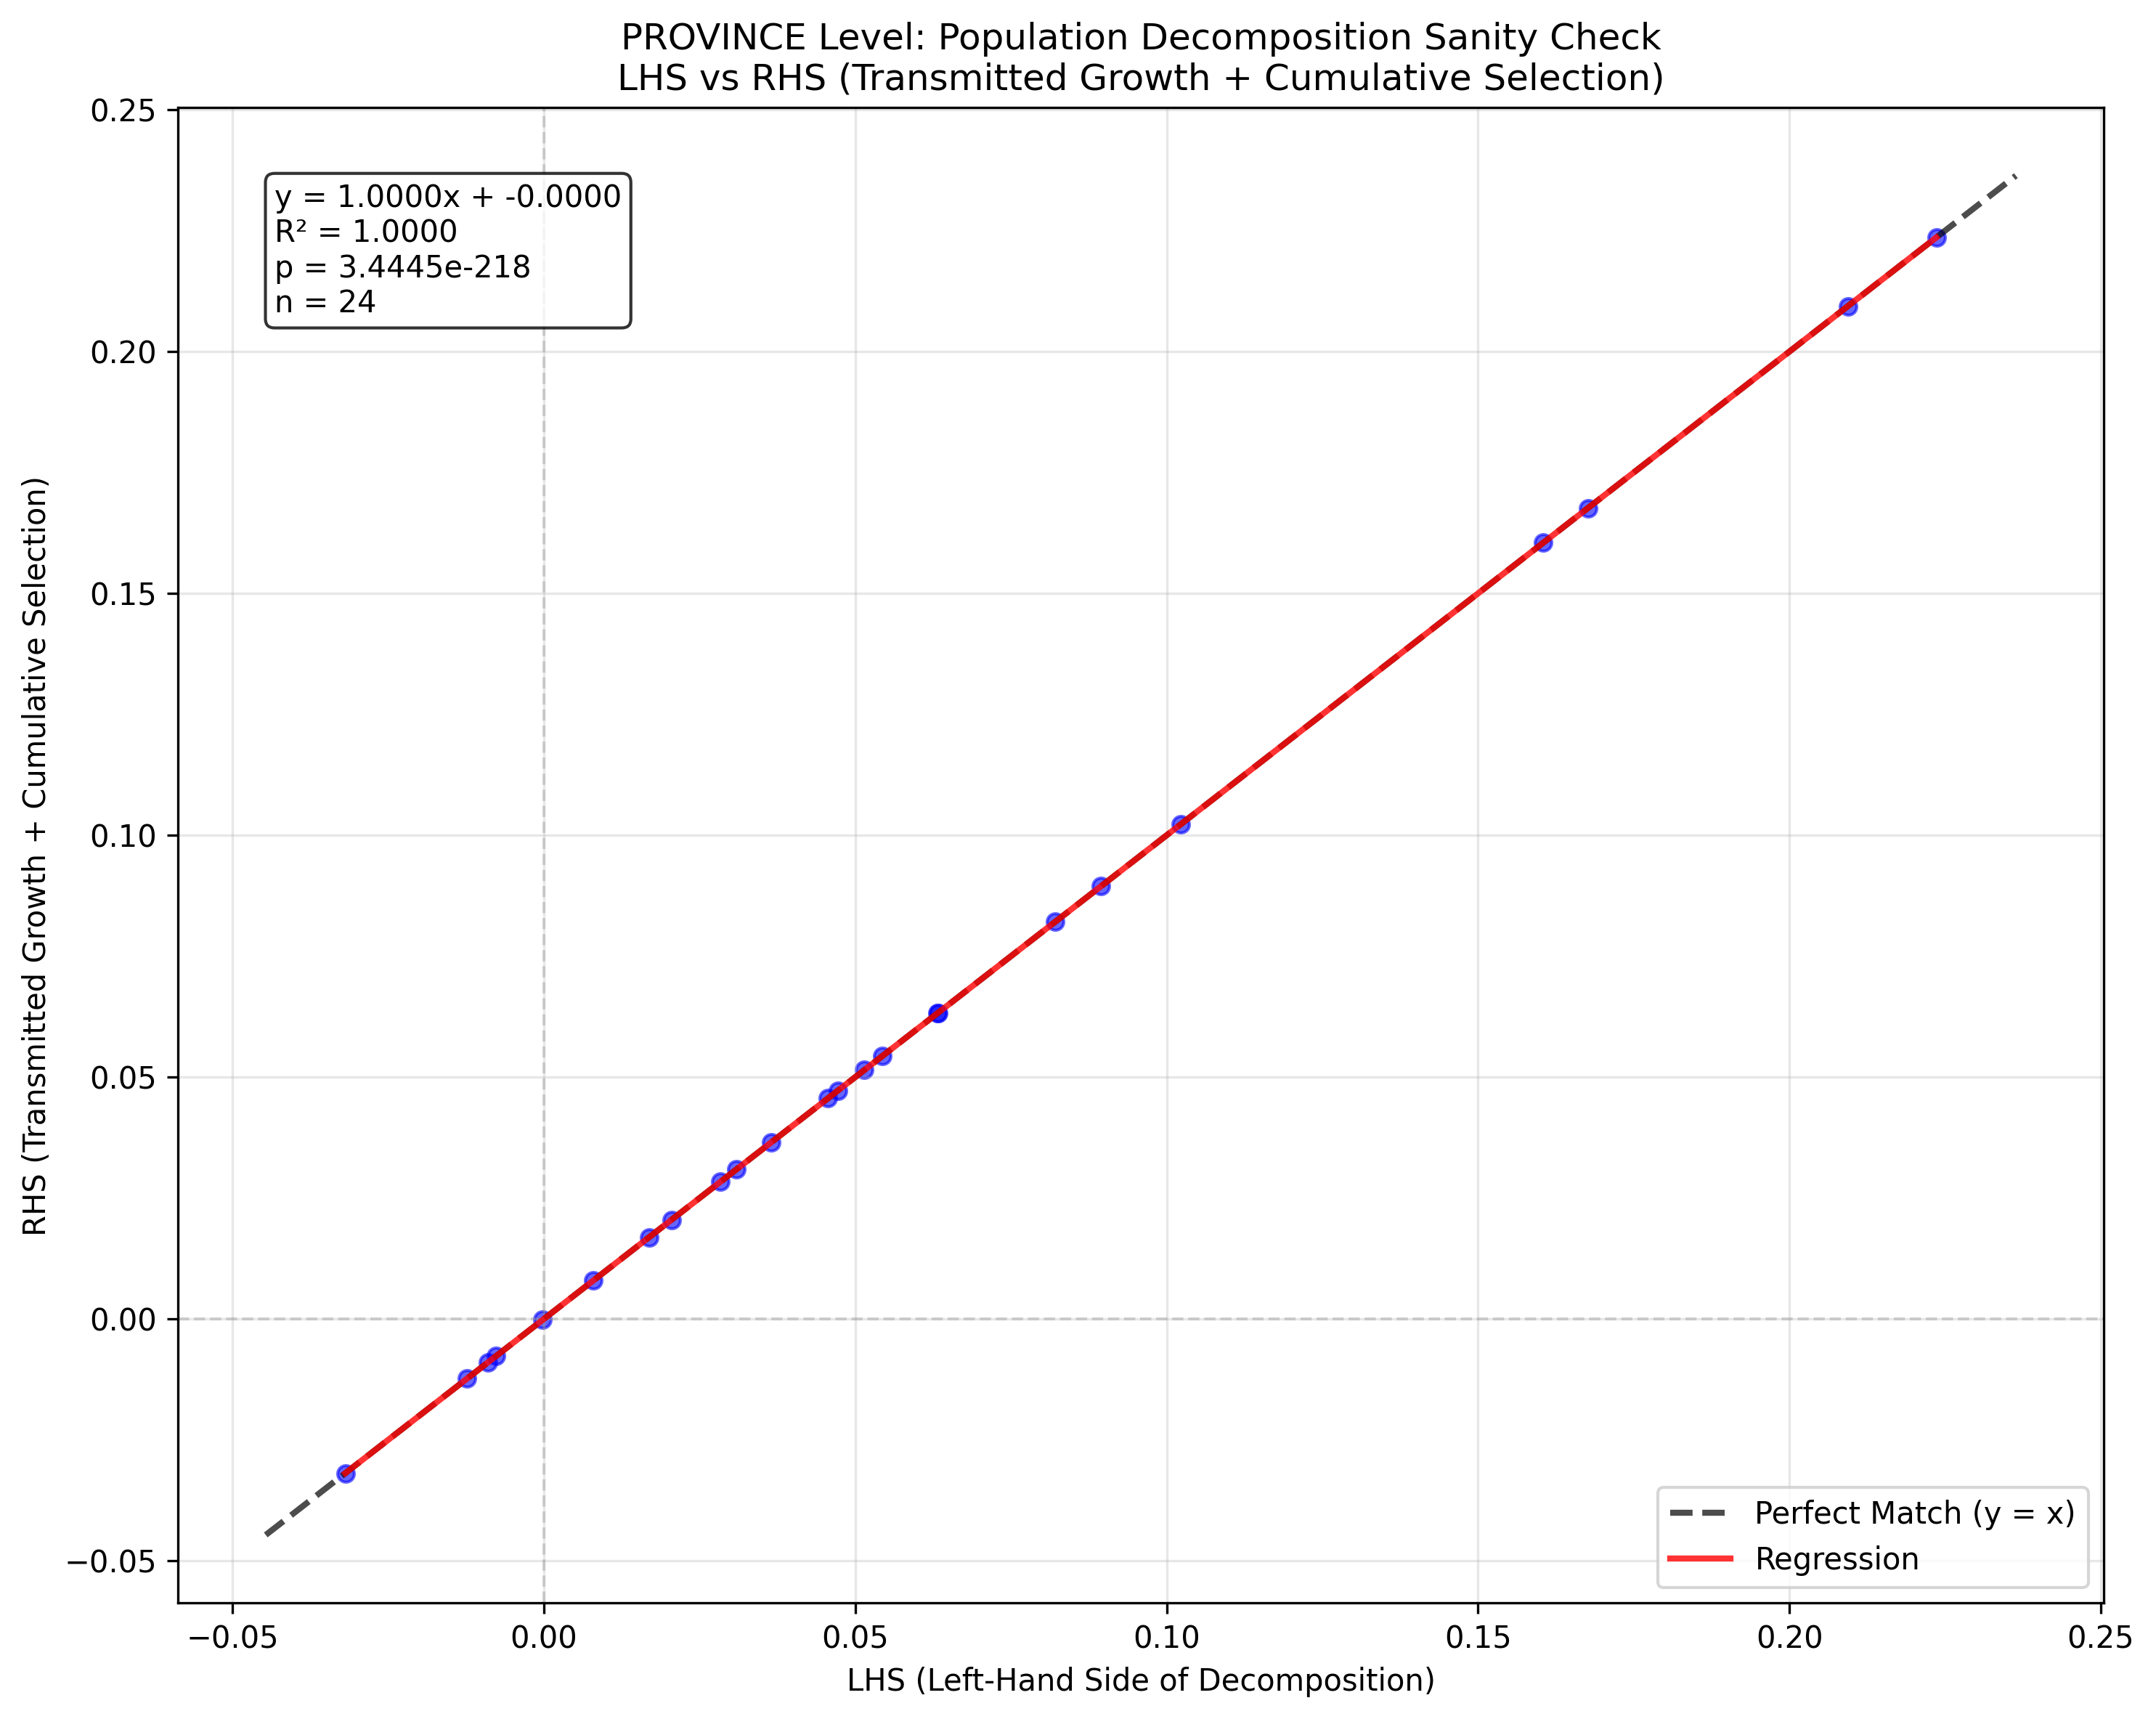 PROVINCE Level: Population Decomposition Sanity Check
LHS vs RHS (Transmitted Growth + Cumulative Selection)
RHS (Transmitted Growth + Cumulative Selection)
0.25
0.20
0.15
0.10
0.05
0.00
−0.05
y = 1.0000x + -0.0000
R² = 1.0000
p = 3.4445e-218
n = 24
Perfect Match (y = x)
Regression
−0.05 0.00 0.05 0.10 0.15 0.20 0.25
LHS (Left-Hand Side of Decomposition)